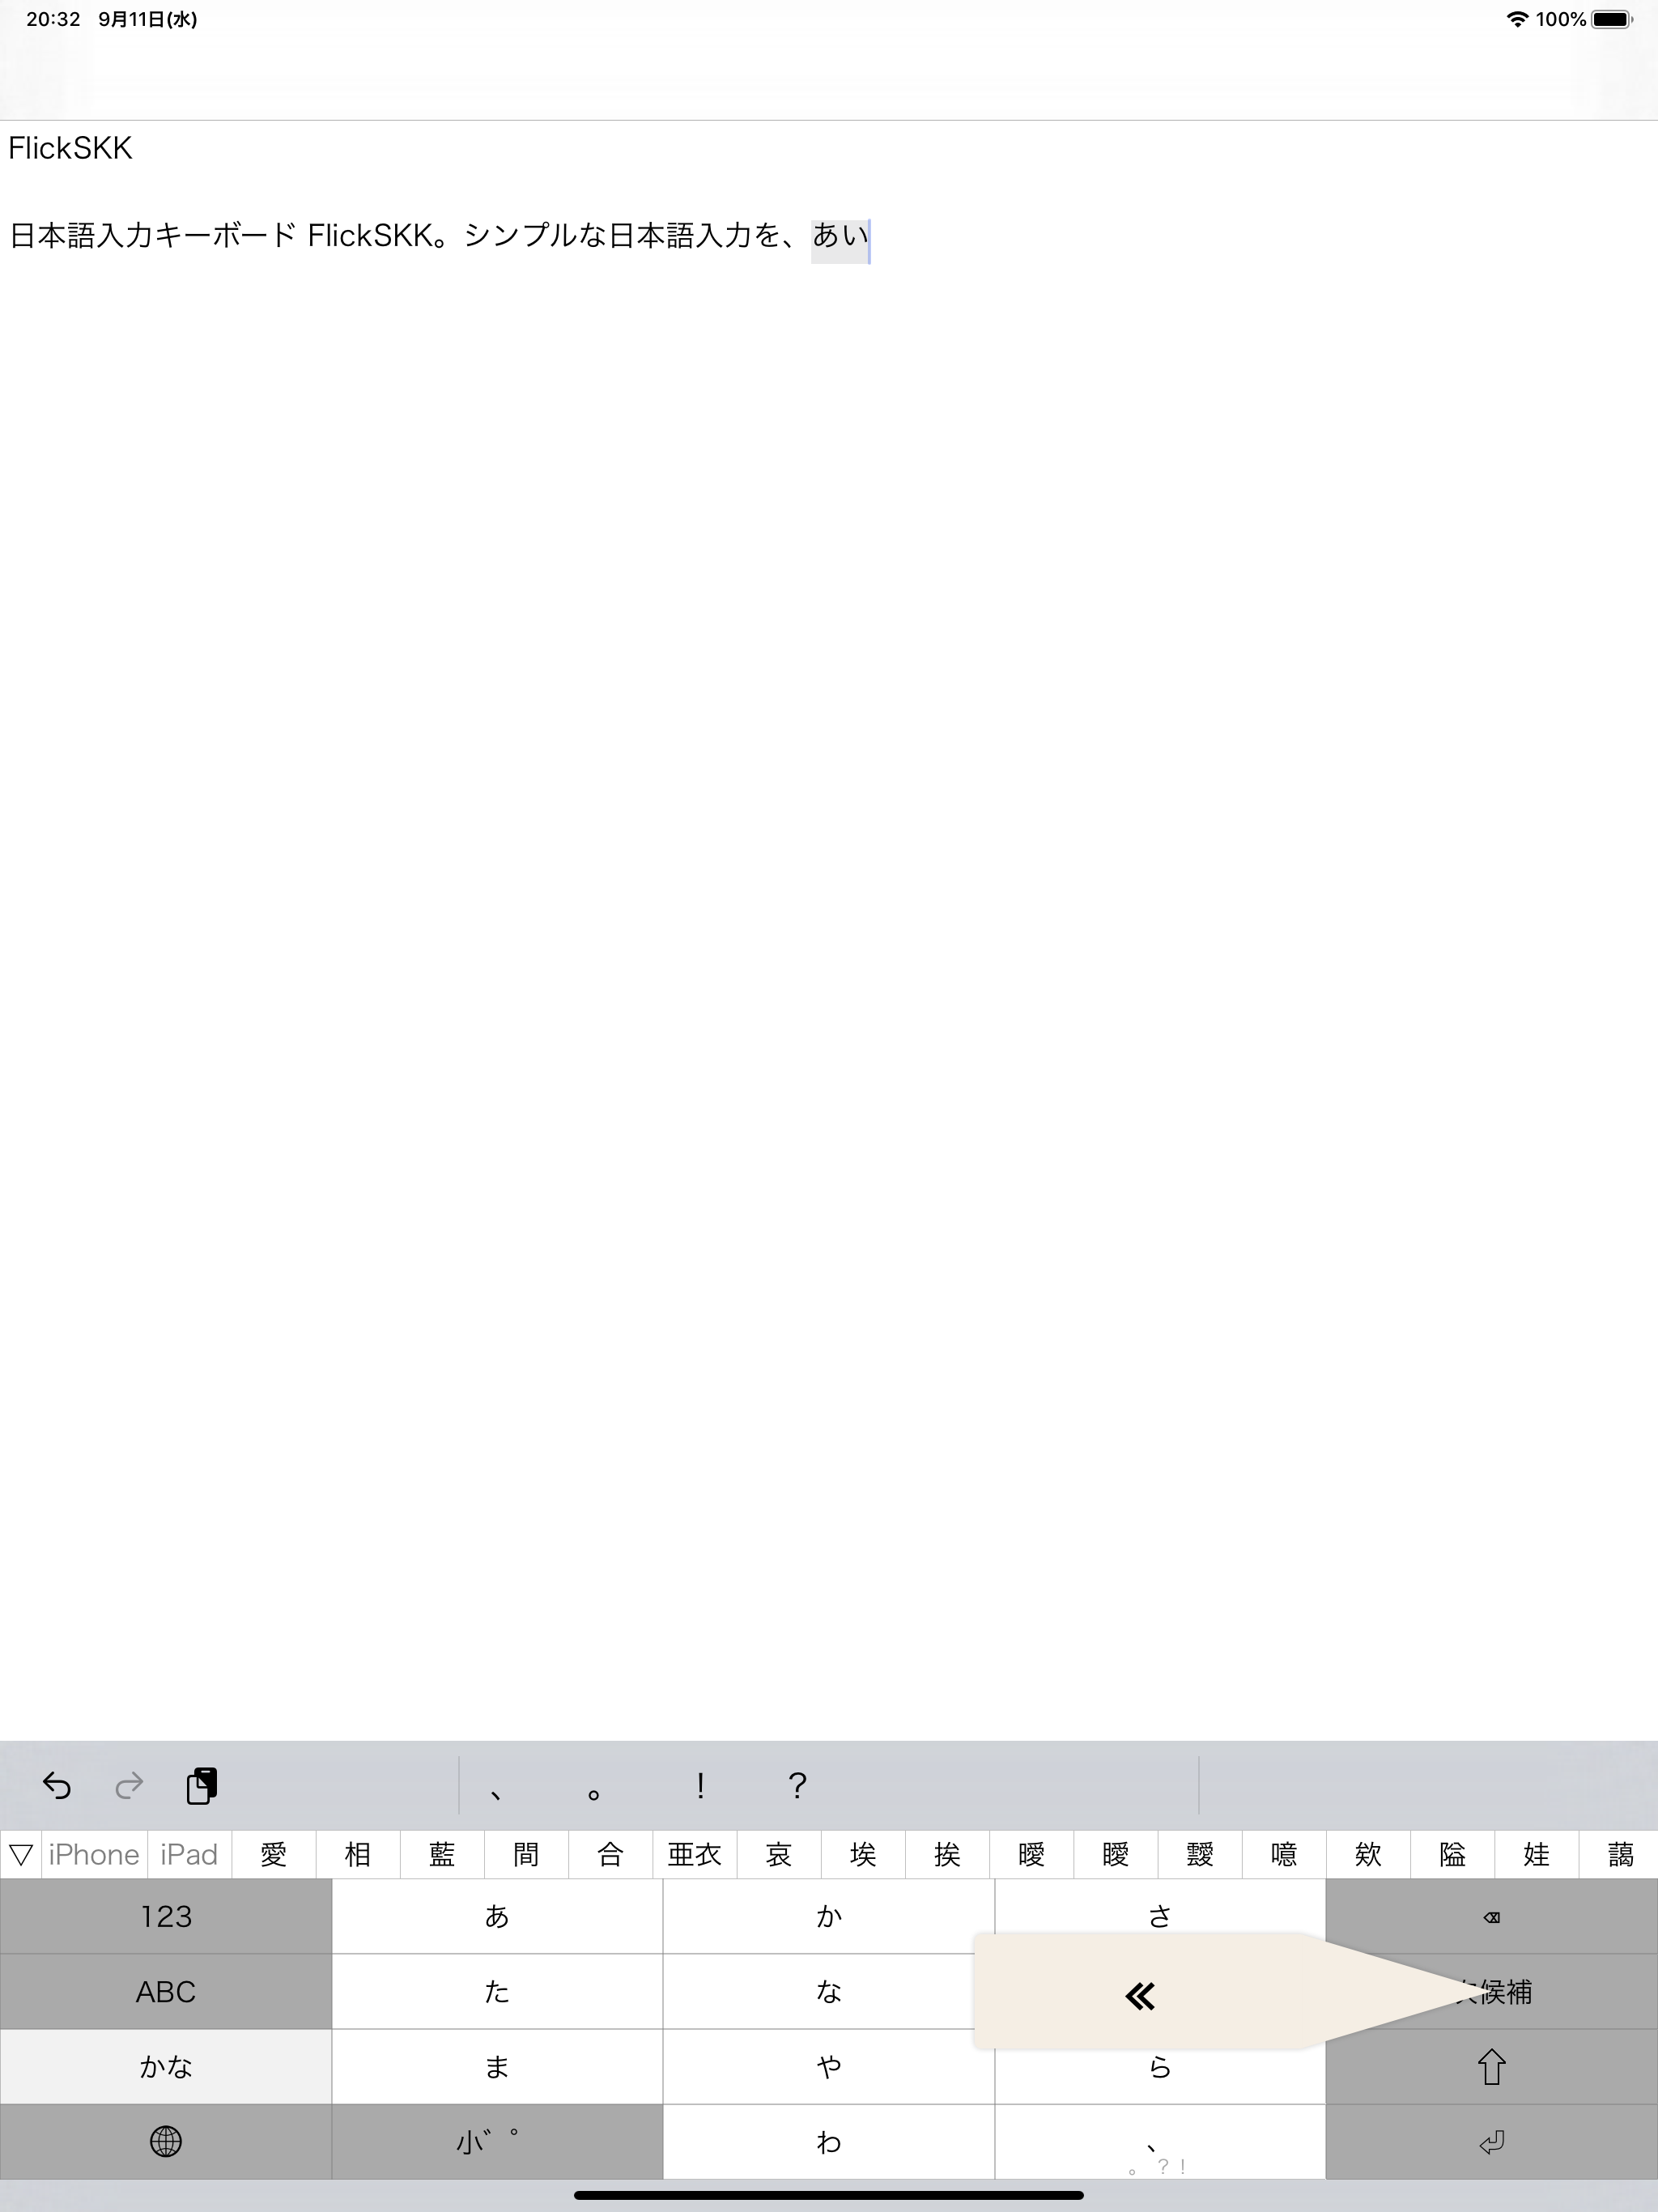 20:32 9月11日(水) 100%
FlickSKK
日本語入力キーボード FlickSKK。シンプルな日本語入力を、あい
、 。 ! ?
▽ iPhone iPad 愛 相 藍 間 合 亜衣 哀 埃 挨 曖 曖 靉 噫 欸 隘 娃 藹
123 あ か さ
ABC た な « 候補
かな ま や ら
小゛゜ わ 、
。?!